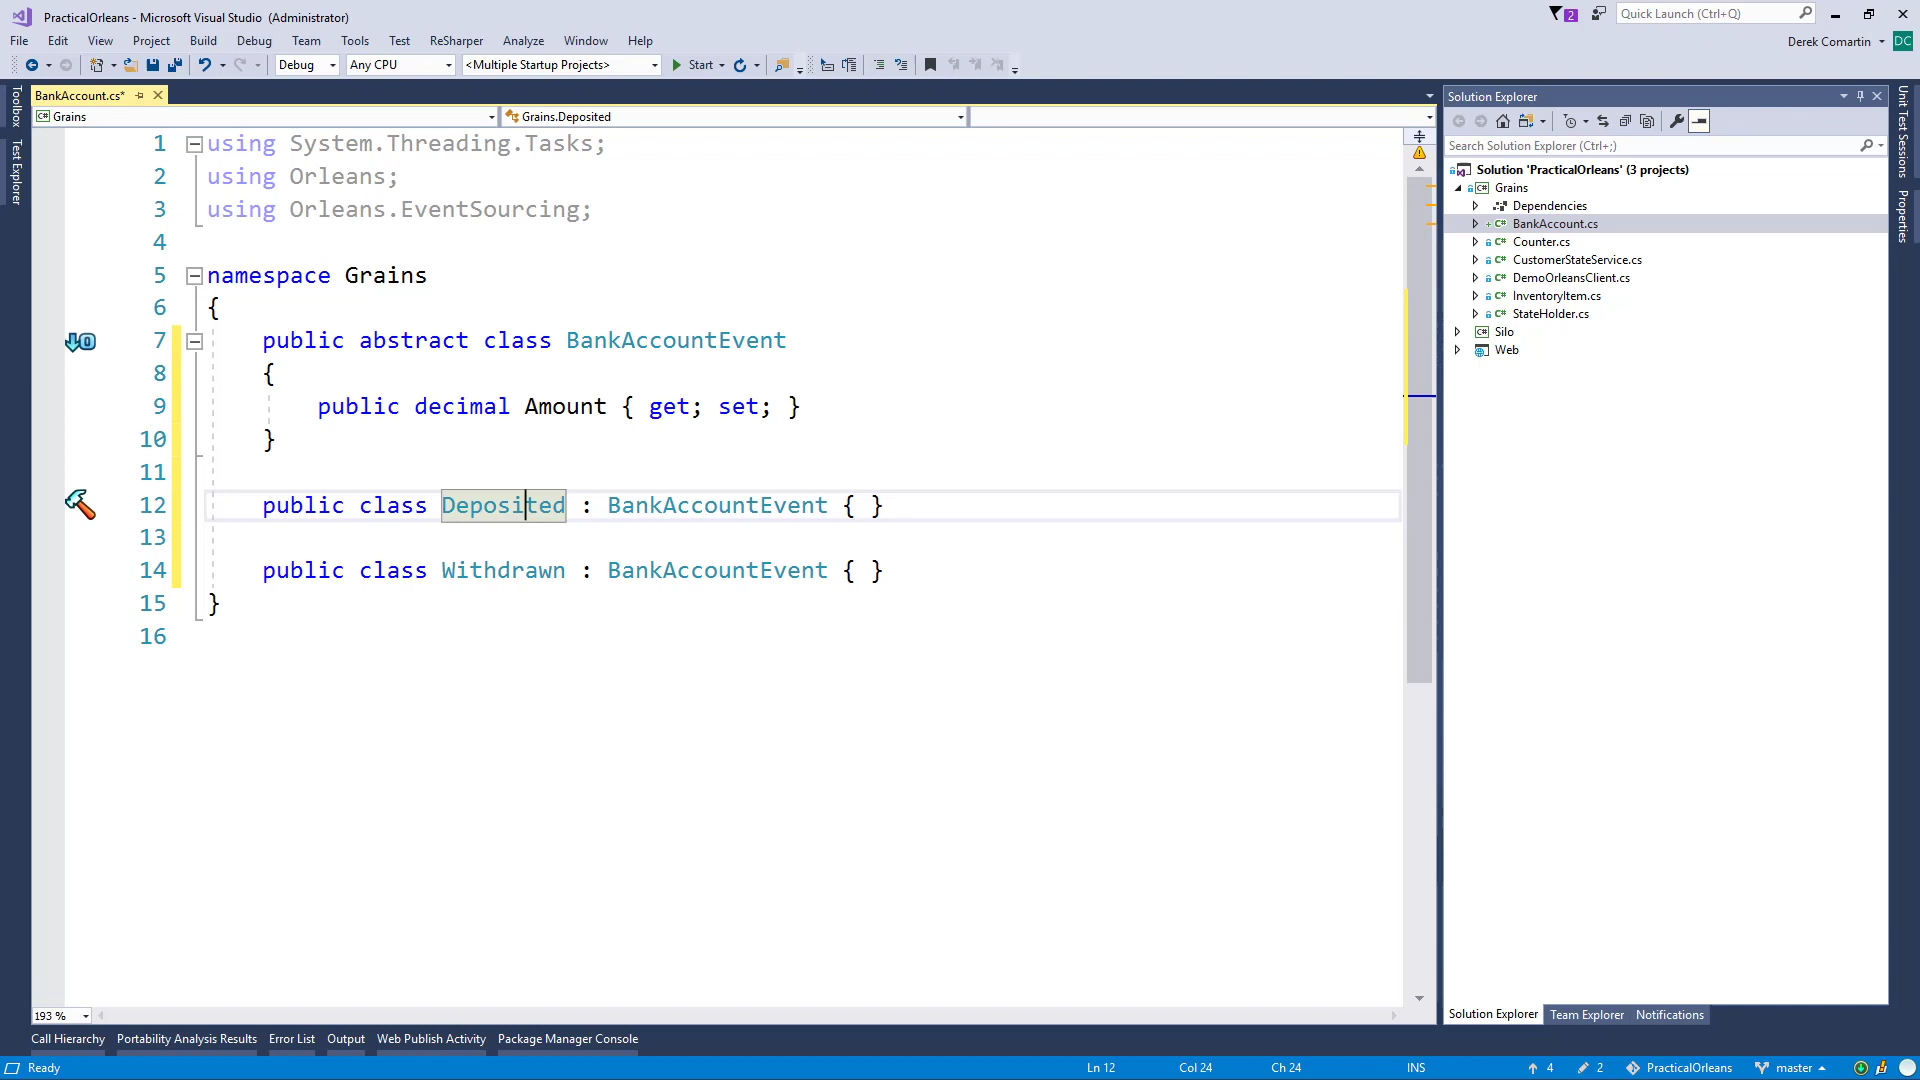 PracticalOrleans - Microsoft Visual Studio (Administrator)
2
Quick Launch (Ctrl+Q)
File Edit View Project Build Debug Team Tools Test ReSharper Analyze Window Help
Derek Comartin DC
Debug Any CPU <Multiple Startup Projects> Start
Toolbox
Test Explorer
BankAccount.cs*
Grains Grains.Deposited
1 using System.Threading.Tasks;
2 using Orleans;
3 using Orleans.EventSourcing;
4
5 namespace Grains
6 {
7 public abstract class BankAccountEvent
8 {
9 public decimal Amount { get; set; }
10 }
11
12 public class Deposited : BankAccountEvent { }
13
14 public class Withdrawn : BankAccountEvent { }
15 }
16
193 %
Solution Explorer
Search Solution Explorer (Ctrl+;)
Solution 'PracticalOrleans' (3 projects)
C# Grains
Dependencies
C# BankAccount.cs
C# Counter.cs
C# CustomerStateService.cs
C# DemoOrleansClient.cs
C# InventoryItem.cs
C# StateHolder.cs
C# Silo
Web
Solution Explorer Team Explorer Notifications
Unit Test Sessions
Properties
Call Hierarchy Portability Analysis Results Error List Output Web Publish Activity Package Manager Console
Ready Ln 12 Col 24 Ch 24 INS 4 2 PracticalOrleans master